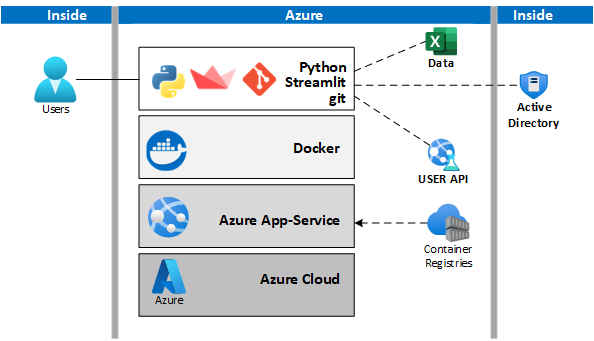 Inside
Azure
Inside
Users
Python
Streamlit
git
Data
Active
Directory
Docker
USER API
Azure App-Service
Container
Registries
Azure Cloud
Azure